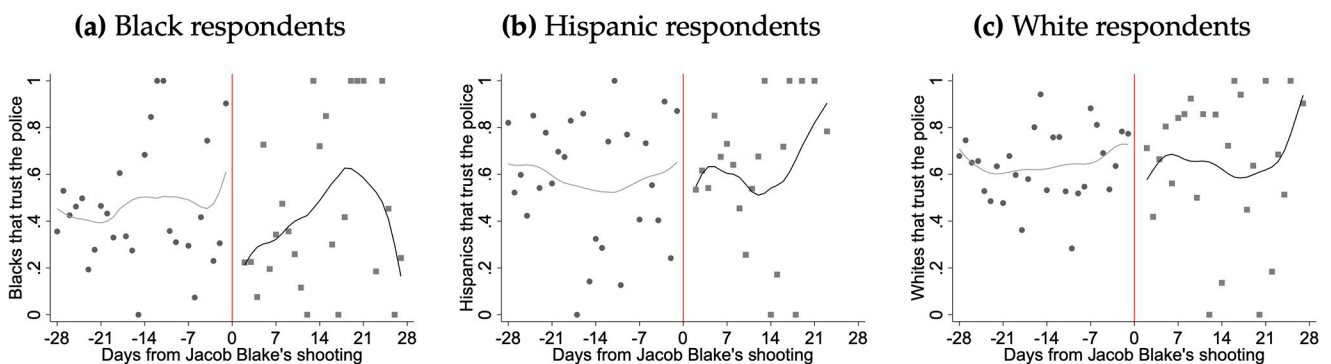 (a) Black respondents
Blacks that trust the police
1
.8
.6
.4
.2
0
-28 -21 -14 -7 0 7 14 21 28
Days from Jacob Blake's shooting
(b) Hispanic respondents
Hispanics that trust the police
1
.8
.6
.4
.2
0
-28 -21 -14 -7 0 7 14 21 28
Days from Jacob Blake's shooting
(c) White respondents
Whites that trust the police
1
.8
.6
.4
.2
0
-28 -21 -14 -7 0 7 14 21 28
Days from Jacob Blake's shooting